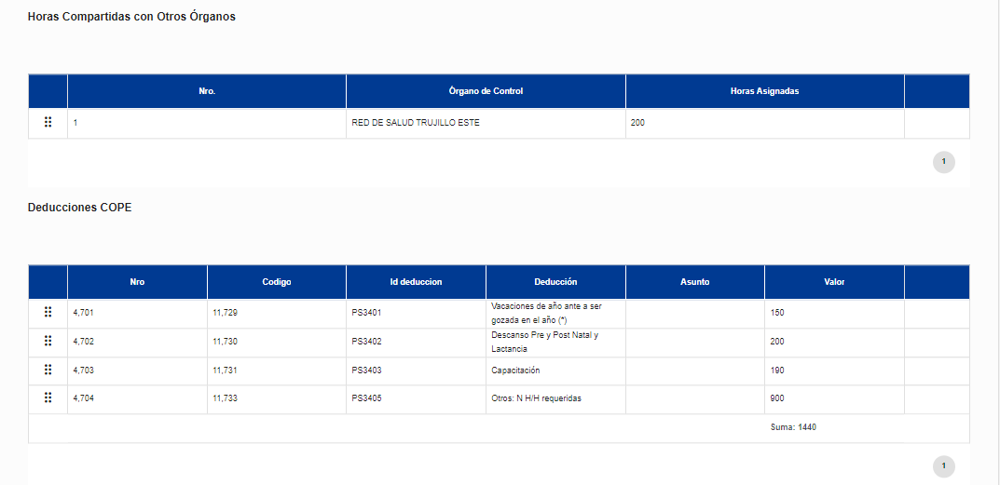 Horas Compartidas con Otros Órganos
Nro. Órgano de Control Horas Asignadas
1 RED DE SALUD TRUJILLO ESTE 200
1
Deducciones COPE
Nro Codigo Id deduccion Deducción Asunto Valor
4,701 11,729 PS3401 Vacaciones de año ante a ser 150
gozada en el año (*)
4,702 11,730 PS3402 Descanso Pre y Post Natal y 200
Lactancia
4,703 11,731 PS3403 Capacitación 190
4,704 11,733 PS3405 Otros: N H/H requeridas 900
Suma: 1440
1